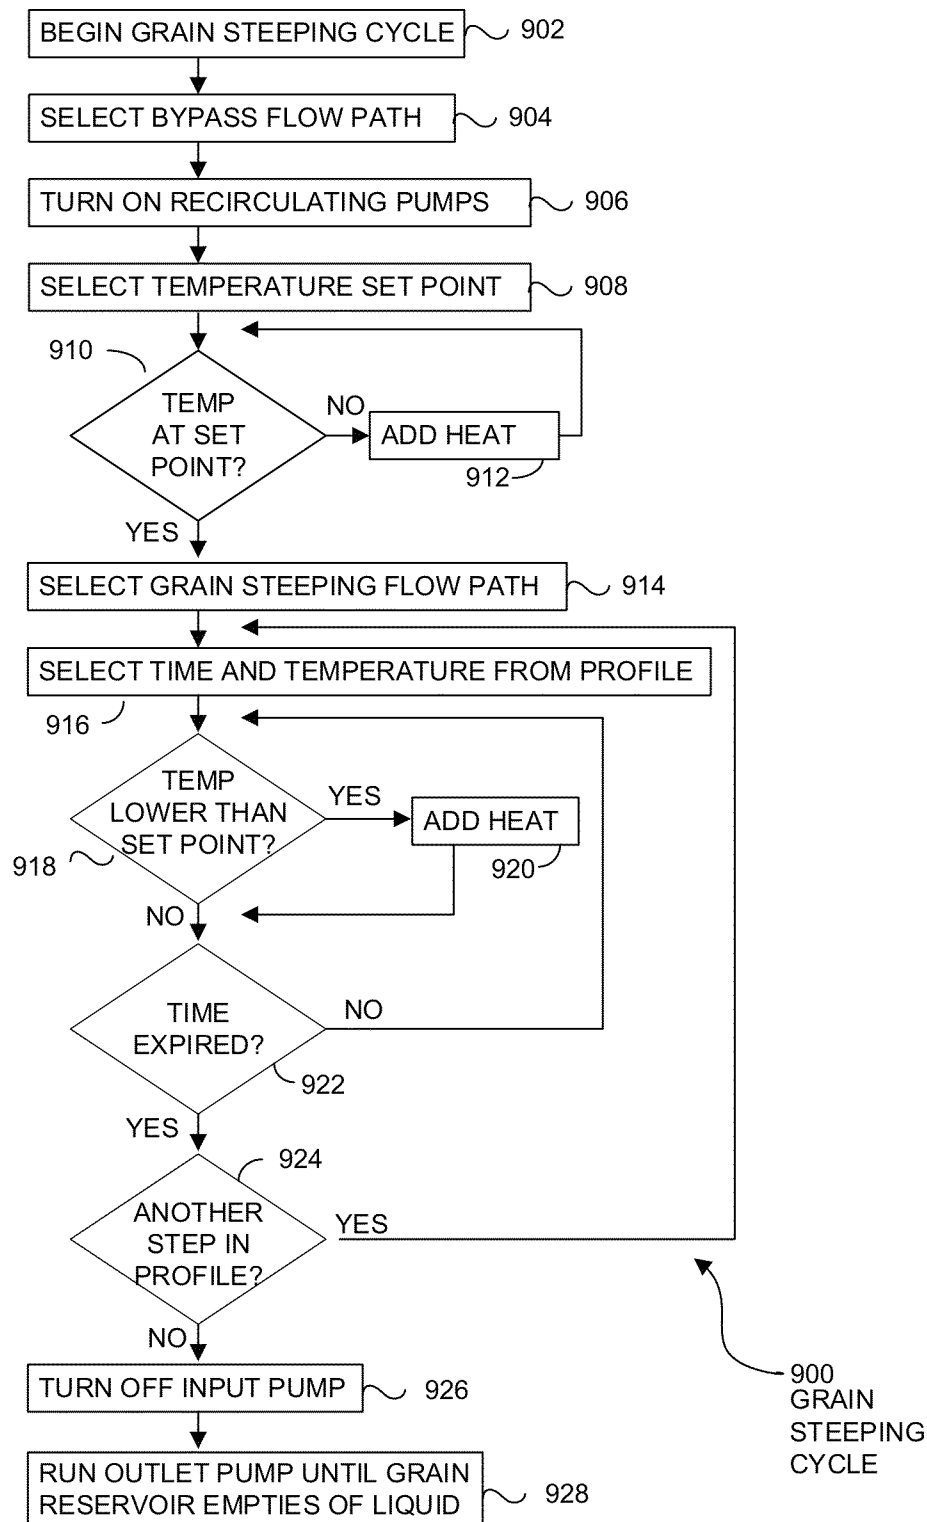 BEGIN GRAIN STEEPING CYCLE
902
SELECT BYPASS FLOW PATH
904
TURN ON RECIRCULATING PUMPS
906
SELECT TEMPERATURE SET POINT
908
910
TEMP
AT SET
POINT?
NO
ADD HEAT
912
YES
SELECT GRAIN STEEPING FLOW PATH
914
SELECT TIME AND TEMPERATURE FROM PROFILE
916
TEMP
LOWER THAN
SET POINT?
YES
ADD HEAT
918
920
NO
TIME
EXPIRED?
NO
922
YES
924
ANOTHER
STEP IN
PROFILE?
YES
NO
TURN OFF INPUT PUMP
926
900
GRAIN
STEEPING
CYCLE
RUN OUTLET PUMP UNTIL GRAIN
RESERVOIR EMPTIES OF LIQUID
928